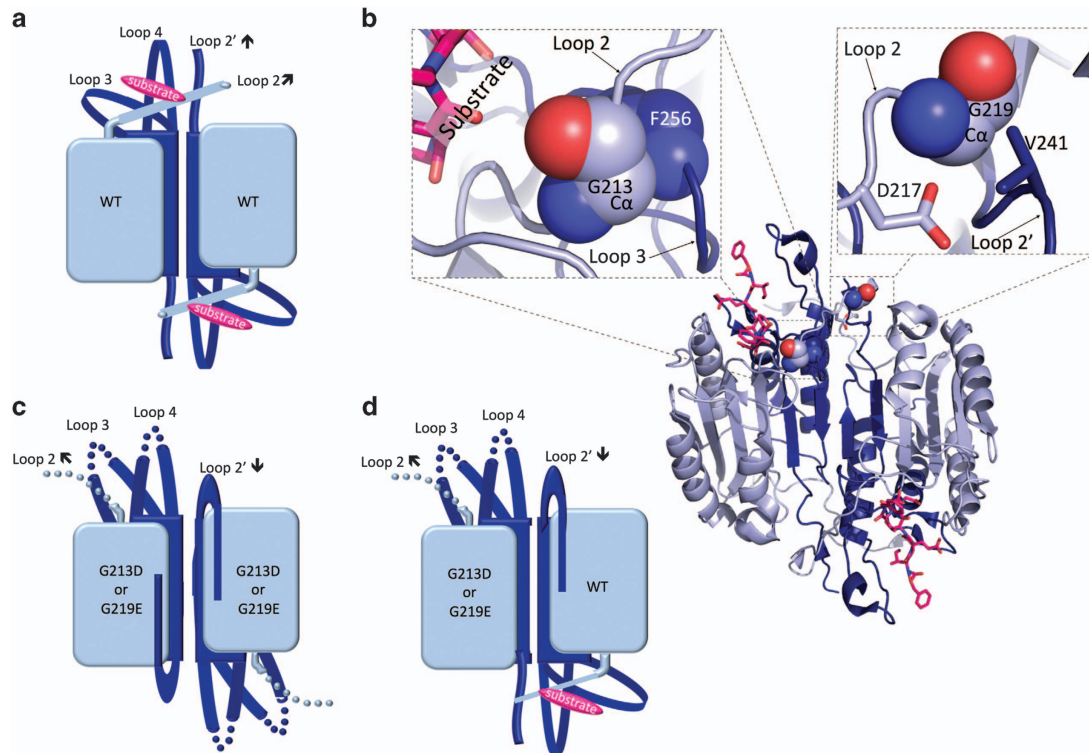 a
Loop 4
Loop 2' ↑
Loop 3
substrate
Loop 2 ↗
WT
WT
substrate
b
Loop 2
Substrate
F256
G213
Cα
Loop 3
Loop 2
G219
Cα
V241
D217
Loop 2'
c
Loop 4
Loop 3
Loop 2 ↖
Loop 2' ↓
G213D
or
G219E
G213D
or
G219E
d
Loop 4
Loop 3
Loop 2 ↖
Loop 2' ↓
G213D
or
G219E
WT
substrate